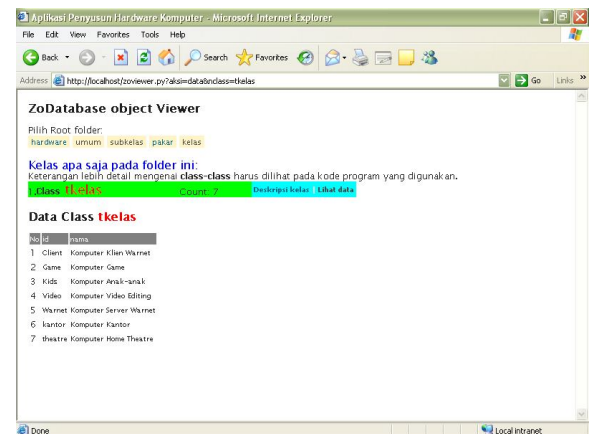 Aplikasi Penyusun Hardware Komputer - Microsoft Internet Explorer
File Edit View Favorites Tools Help
Back Search Favorites
Address http://localhost/zoviewer.py?aksi=data&nclass=tkelas Go Links »
ZoDatabase object Viewer
Pilih Root folder:
hardware umum subkelas pakar kelas
Kelas apa saja pada folder ini:
Keterangan lebih detail mengenai class-class harus dilihat pada kode program yang digunakan.
1.Class tkelas Count: 7 Deskripsi kelas | Lihat data
Data Class tkelas
No id nama
1 Client Komputer Klien Warnet
2 Game Komputer Game
3 Kids Komputer Anak-anak
4 Video Komputer Video Editing
5 Warnet Komputer Server Warnet
6 kantor Komputer Kantor
7 theatre Komputer Home Theatre
Done Local intranet